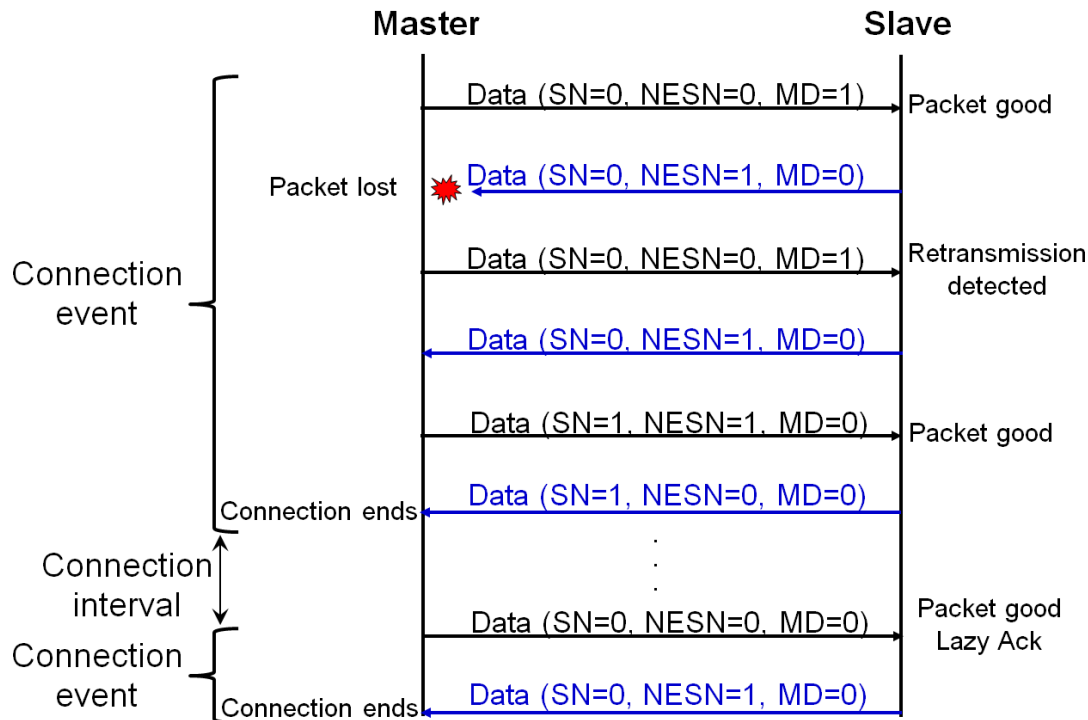 Master
Slave
Data (SN=0, NESN=0, MD=1)
Packet good
Data (SN=0, NESN=1, MD=0)
Packet lost
Data (SN=0, NESN=0, MD=1)
Retransmission
detected
Connection
event
Data (SN=0, NESN=1, MD=0)
Data (SN=1, NESN=1, MD=0)
Packet good
Data (SN=1, NESN=0, MD=0)
Connection ends
Connection
interval
Data (SN=0, NESN=0, MD=0)
Packet good
Lazy Ack
Connection
event
Data (SN=0, NESN=1, MD=0)
Connection ends